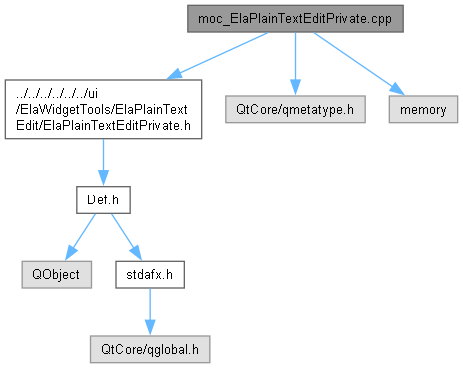 moc_ElaPlainTextEditPrivate.cpp
../../../../../../ui
/ElaWidgetTools/ElaPlainText
Edit/ElaPlainTextEditPrivate.h
QtCore/qmetatype.h
memory
Def.h
QObject
stdafx.h
QtCore/qglobal.h